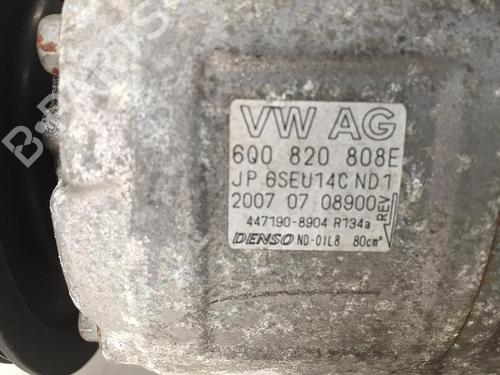 B-PARTS
VW AG
6Q0 820 808E
JP 6SEU14C ND1
2007 07 08900
REV
447190-8904 R134a
DENSO ND-OIL8 80cm³